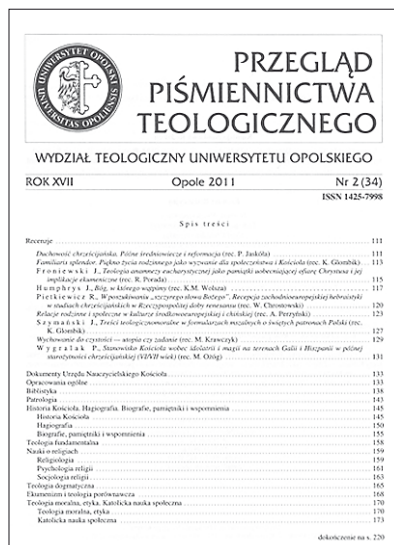 UNIWERSYTET OPOLSKI
UNIVERSITAS OPOLIENSIS
PRZEGLĄD
PIŚMIENNICTWA
TEOLOGICZNEGO
WYDZIAŁ TEOLOGICZNY UNIWERSYTETU OPOLSKIEGO
ROK XVII Opole 2011 Nr 2 (34)
ISSN 1425-7998
Spis treści
Recenzje 111
Duchowość chrześcijańska. Późne średniowiecze i reformacja (rec. P. Jaskóła) 111
Familiaris splendor. Piękno życia rodzinnego jako wyzwanie dla społeczeństwa i Kościoła (rec. K. Glombik) 113
Froniewski J., Teologia anamnezy eucharystycznej jako pamiątki uobecniającej ofiarę Chrystusa i jej
implikacje ekumeniczne (rec. R. Porada) 115
Humphrys J., Bóg, w którego wątpimy (rec. K.M. Wolsza) 117
Pietkiewicz R., W poszukiwaniu „szczyrego słowa Bożego". Recepcja zachodnioeuropejskiej hebraistyki
w studiach chrześcijańskich w Rzeczypospolitej doby renesansu (rec. W. Chrostowski) 120
Relacje rodzinne i społeczne w kulturze środkowoeuropejskiej i chińskiej (rec. A. Perzyński) 123
Szymański J., Treści teologicznomoralne w formularzach mszalnych o świętych patronach Polski (rec.
K. Glombik) 127
Wychowanie do czystości — utopia czy zadanie (rec. M. Krawczyk) 129
Wygralak P., Stanowisko Kościoła wobec idolatrii i magii na terenach Galii i Hiszpanii w późnej
starożytności chrześcijańskiej (VI/VII wiek) (rec. M. Ożóg) 131
Dokumenty Urzędu Nauczycielskiego Kościoła 133
Opracowania ogólne 133
Biblistyka 138
Patrologia 143
Historia Kościoła. Hagiografia. Biografie, pamiętniki i wspomnienia 145
Historia Kościoła 145
Hagiografia 150
Biografie, pamiętniki i wspomnienia 155
Teologia fundamentalna 158
Nauki o religiach 159
Religiologia 159
Psychologia religii 161
Socjologia religii 163
Teologia dogmatyczna 165
Ekumenizm i teologia porównawcza 168
Teologia moralna, etyka. Katolicka nauka społeczna 170
Teologia moralna, etyka 170
Katolicka nauka społeczna 173
dokończenie na s. 220